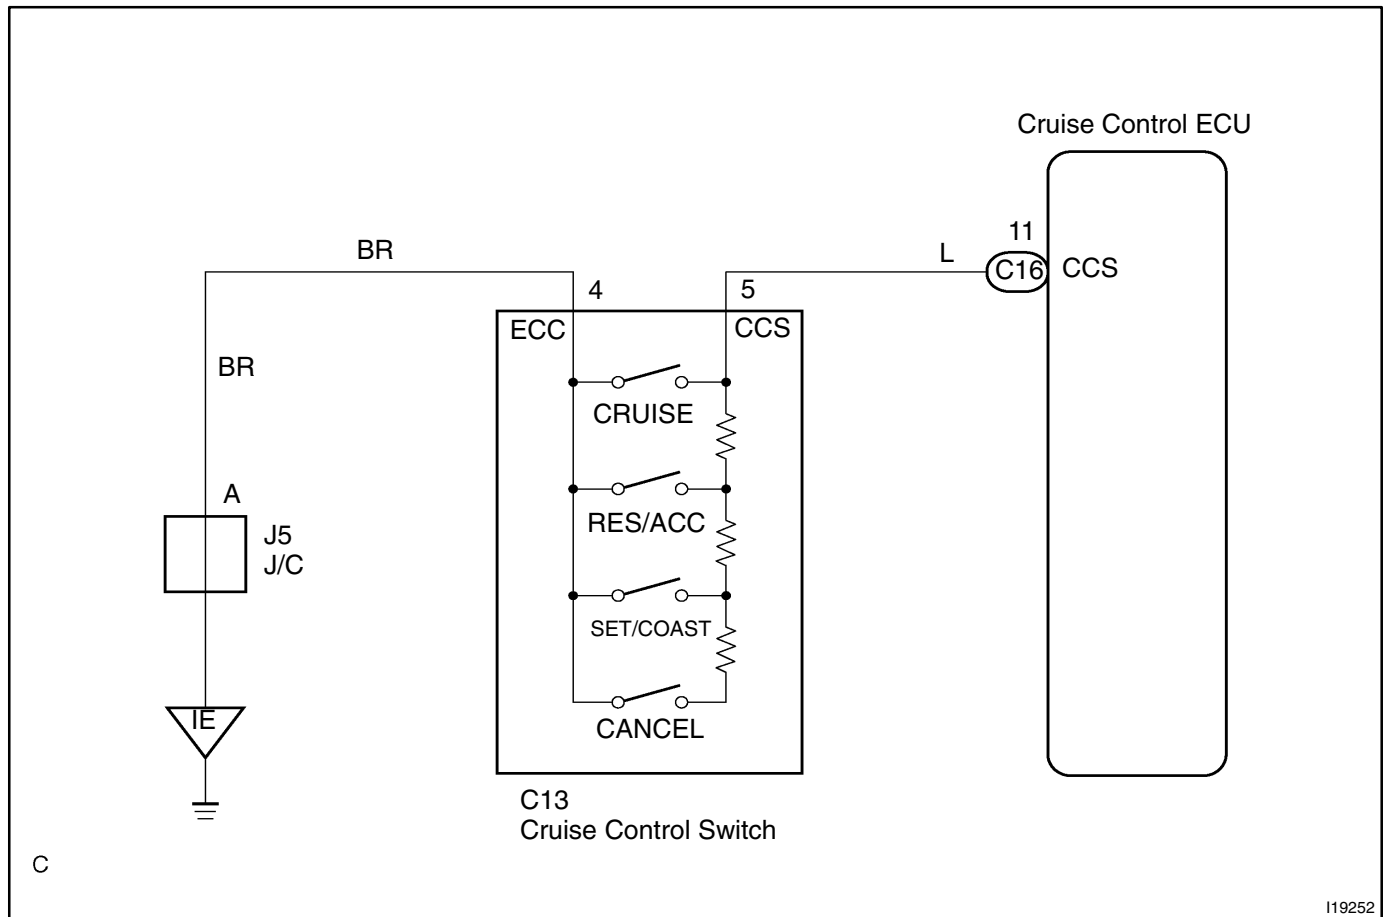 Cruise Control ECU
11
BR
L
C16
CCS
4
5
ECC
CCS
BR
CRUISE
A
RES/ACC
J5
J/C
SET/COAST
IE
CANCEL
C13
Cruise Control Switch
C
I19252